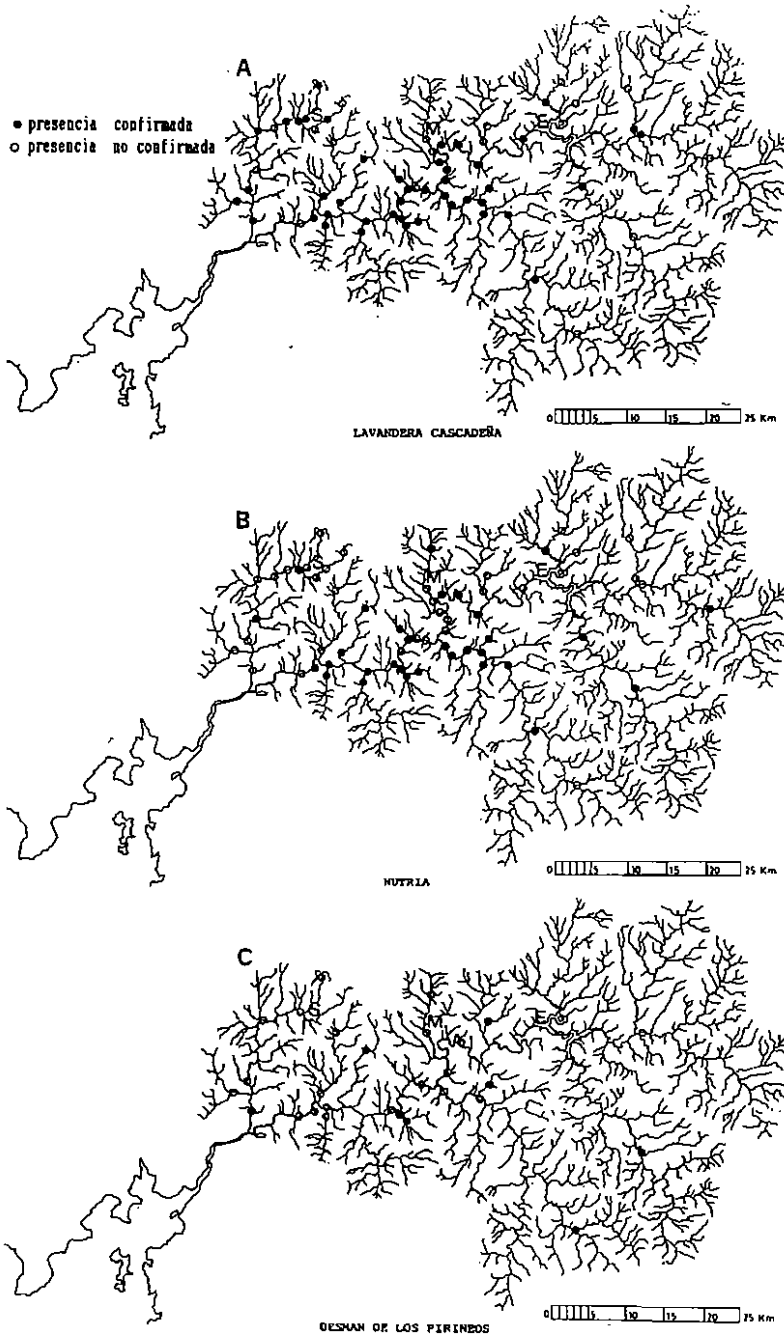 A
● presencia confirmada
○ presencia no confirmada
S
M
E
0 5 10 15 20 25 Km
LAVANDERA CASCADEÑA
B
S
M
E
0 5 10 15 20 25 Km
NUTRIA
C
S
M
E
0 5 10 15 20 25 Km
DESMAN DE LOS PIRINEOS